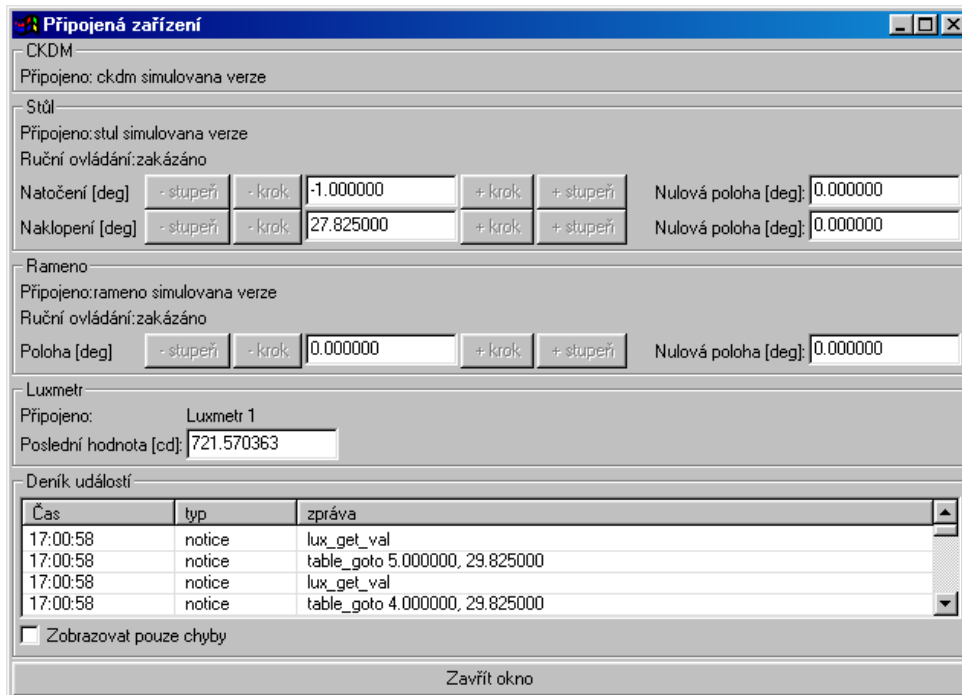 Připojená zařízení
CKDM
Připojeno: ckdm simulovana verze
Stůl
Připojeno:stul simulovana verze
Ruční ovládání:zakázáno
Natočení [deg] - stupeň - krok -1.000000 + krok + stupeň Nulová poloha [deg]: 0.000000
Naklopení [deg] - stupeň - krok 27.825000 + krok + stupeň Nulová poloha [deg]: 0.000000
Rameno
Připojeno:rameno simulovana verze
Ruční ovládání:zakázáno
Poloha [deg] - stupeň - krok 0.000000 + krok + stupeň Nulová poloha [deg]: 0.000000
Luxmetr
Připojeno: Luxmetr 1
Poslední hodnota [cd]: 721.570363
Deník událostí
Čas typ zpráva
17:00:58 notice lux_get_val
17:00:58 notice table_goto 5.000000, 29.825000
17:00:58 notice lux_get_val
17:00:58 notice table_goto 4.000000, 29.825000
Zobrazovat pouze chyby
Zavřít okno